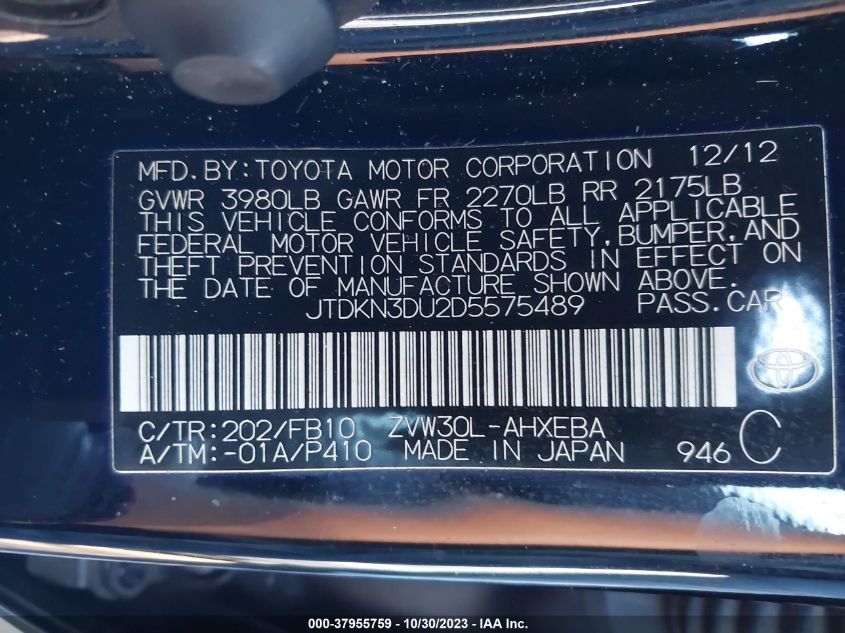 MFD.BY:TOYOTA MOTOR CORPORATION 12/12
GVWR 3980LB GAWR FR 2270LB RR 2175LB
THIS VEHICLE CONFORMS TO ALL APPLICABLE
FEDERAL MOTOR VEHICLE SAFETY,BUMPER,AND
THEFT PREVENTION STANDARDS IN EFFECT ON
THE DATE OF MANUFACTURE SHOWN ABOVE.
JTDKN3DU2D5575489 PASS.CAR
C/TR:202/FB10 ZVW30L-AHXEBA
A/TM:-01A/P410 MADE IN JAPAN 946 C
000-37955759 - 10/30/2023 - IAA Inc.